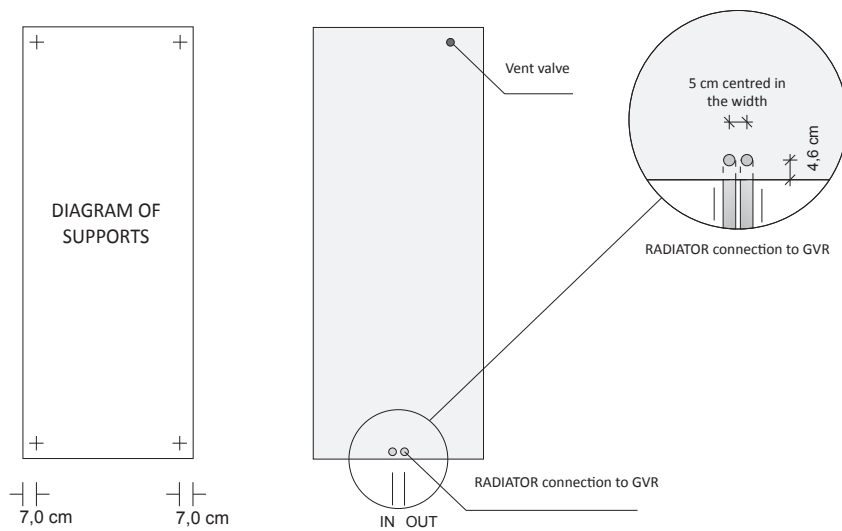 DIAGRAM OF
SUPPORTS
7,0 cm
7,0 cm
Vent valve
IN OUT
RADIATOR connection to GVR
5 cm centred in
the width
4,6 cm
RADIATOR connection to GVR